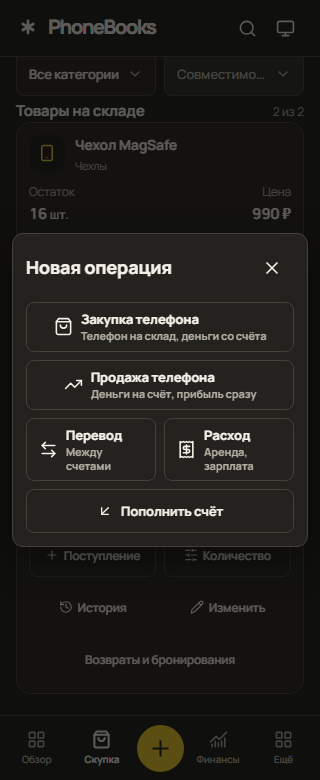 PhoneBooks
Все категории
Совместимо...
Товары на складе
2 из 2
Чехол MagSafe
Чехлы
Остаток
Цена
16 шт.
990 ₽
Новая операция
Закупка телефона
Телефон на склад, деньги со счёта
Продажа телефона
Деньги на счёт, прибыль сразу
Перевод
Между
счетами
Расход
Аренда,
зарплата
Пополнить счёт
Поступление
Количество
История
Изменить
Возвраты и бронирования
Обзор
Скупка
Финансы
Ещё